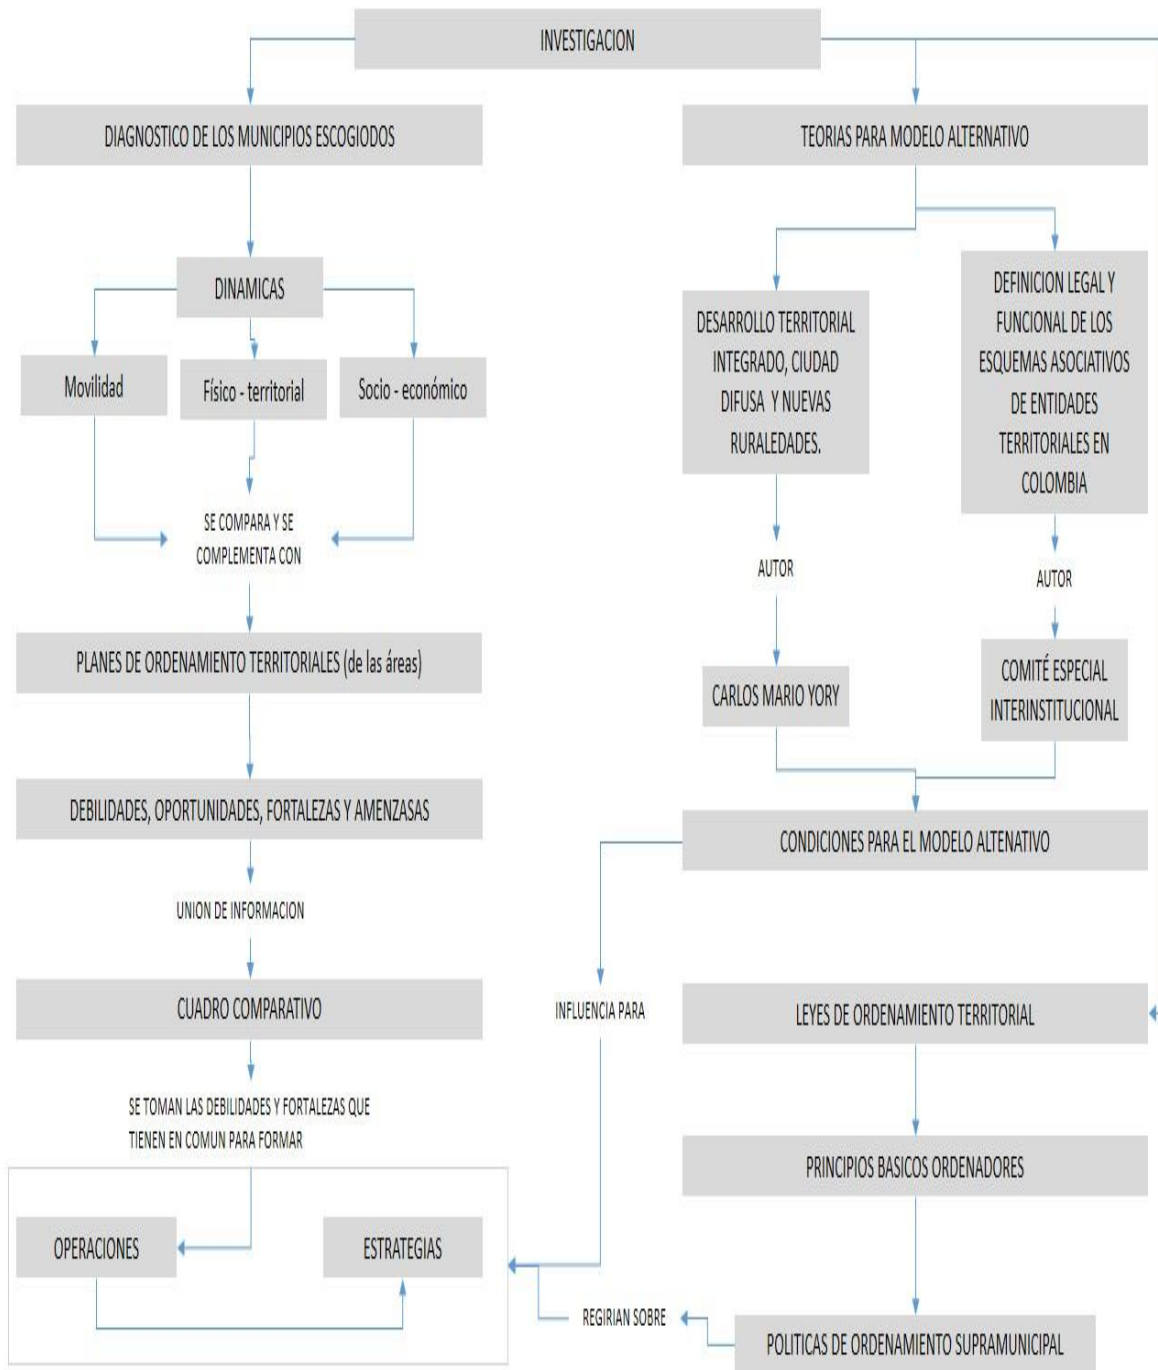 INVESTIGACION
DIAGNOSTICO DE LOS MUNICIPIOS ESCOGIODOS
DINAMICAS
Movilidad
Físico - territorial
Socio - económico
SE COMPARA Y SE
COMPLEMENTA CON
PLANES DE ORDENAMIENTO TERRITORIALES (de las áreas)
DEBILIDADES, OPORTUNIDADES, FORTALEZAS Y AMENZASAS
UNION DE INFORMACION
CUADRO COMPARATIVO
SE TOMAN LAS DEBILIDADES Y FORTALEZAS QUE
TIENEN EN COMUN PARA FORMAR
OPERACIONES
ESTRATEGIAS
TEORIAS PARA MODELO ALTERNATIVO
DESARROLLO TERRITORIAL
INTEGRADO, CIUDAD
DIFUSA Y NUEVAS
RURALEDADES.
AUTOR
CARLOS MARIO YORY
DEFINICION LEGAL Y
FUNCIONAL DE LOS
ESQUEMAS ASOCIATIVOS
DE ENTIDADES
TERRITORIALES EN
COLOMBIA
AUTOR
COMITÉ ESPECIAL
INTERINSTITUCIONAL
CONDICIONES PARA EL MODELO ALTENATIVO
INFLUENCIA PARA
LEYES DE ORDENAMIENTO TERRITORIAL
PRINCIPIOS BASICOS ORDENADORES
POLITICAS DE ORDENAMIENTO SUPRAMUNICIPAL
REGIRIAN SOBRE